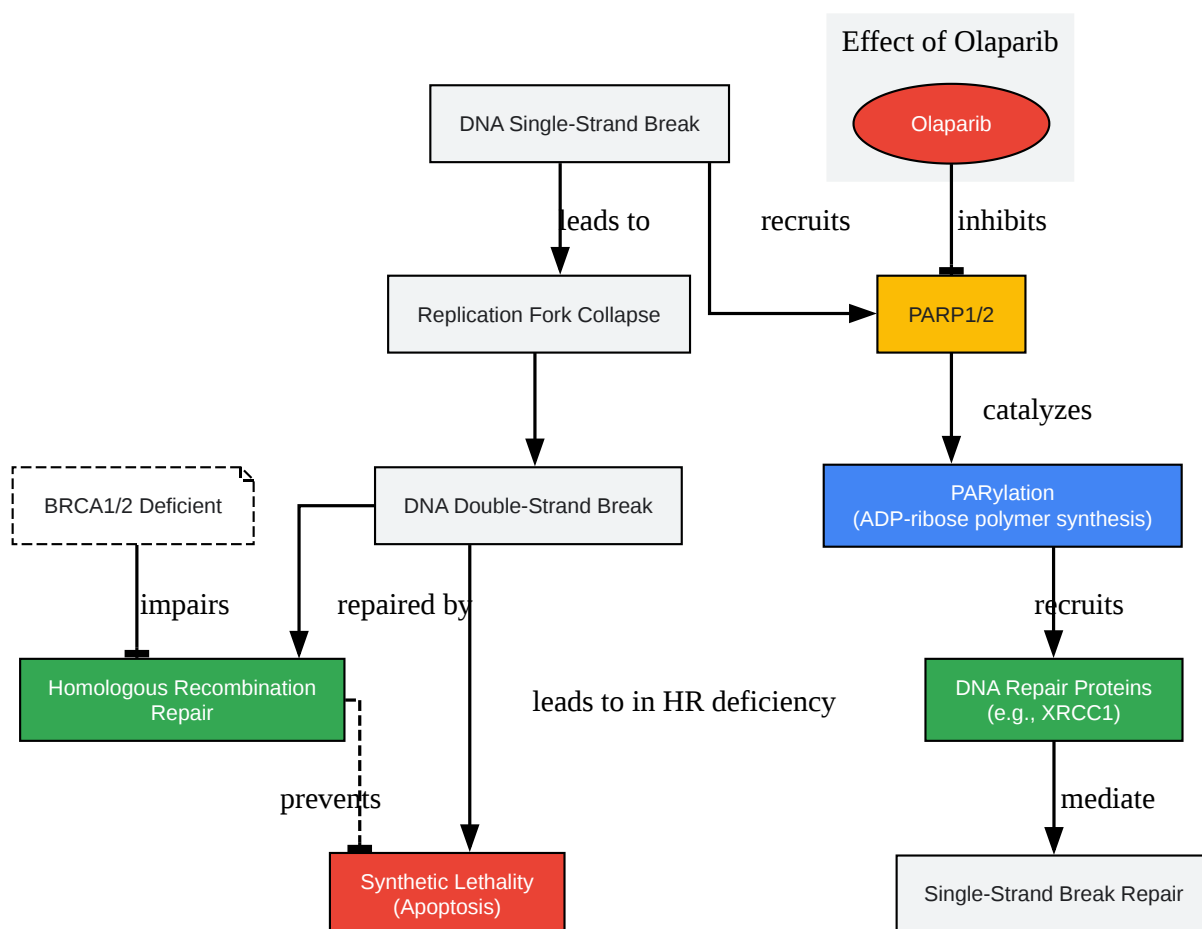 Effect of Olaparib
DNA Single-Strand Break
Olaparib
leads to
recruits
inhibits
Replication Fork Collapse
PARP1/2
catalyzes
BRCA1/2 Deficient
DNA Double-Strand Break
PARylation
(ADP-ribose polymer synthesis)
impairs
repaired by
recruits
Homologous Recombination
Repair
leads to in HR deficiency
DNA Repair Proteins
(e.g., XRCC1)
prevents
mediate
Synthetic Lethality
(Apoptosis)
Single-Strand Break Repair